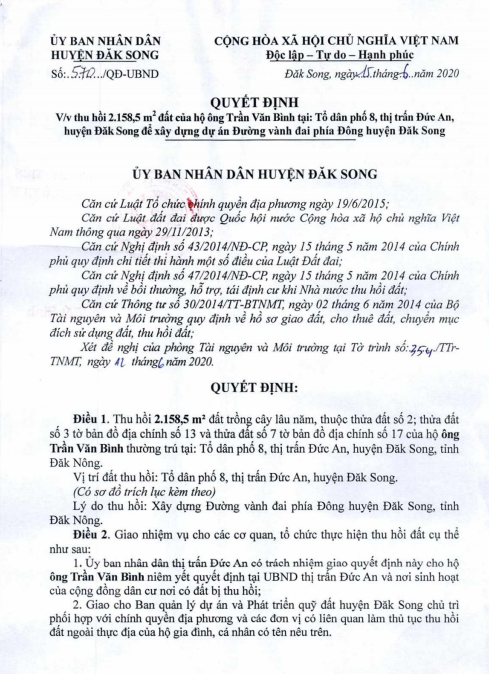 ỦY BAN NHÂN DÂN
HUYỆN ĐĂK SONG
Số: 570/QĐ-UBND
CỘNG HÒA XÃ HỘI CHỦ NGHĨA VIỆT NAM
Độc lập – Tự do – Hạnh phúc
Đăk Song, ngày 15 tháng 6 năm 2020
QUYẾT ĐỊNH
V/v thu hồi 2.158,5 m² đất của hộ ông Trần Văn Bình tại: Tổ dân phố 8, thị trấn Đức An,
huyện Đăk Song để xây dựng dự án Đường vành đai phía Đông huyện Đăk Song
ỦY BAN NHÂN DÂN HUYỆN ĐĂK SONG
Căn cứ Luật Tổ chức chính quyền địa phương ngày 19/6/2015;
Căn cứ Luật đất đai được Quốc hội nước Cộng hòa xã hộ chủ nghĩa Việt
Nam thông qua ngày 29/11/2013;
Căn cứ Nghị định số 43/2014/NĐ-CP, ngày 15 tháng 5 năm 2014 của Chính
phủ quy định chi tiết thi hành một số điều của Luật Đất đai;
Căn cứ Nghị định số 47/2014/NĐ-CP, ngày 15 tháng 5 năm 2014 của Chính
phủ quy định về bồi thường, hỗ trợ, tái định cư khi Nhà nước thu hồi đất;
Căn cứ Thông tư số 30/2014/TT-BTNMT, ngày 02 tháng 6 năm 2014 của Bộ
Tài nguyên và Môi trường quy định về hồ sơ giao đất, cho thuê đất, chuyển mục
đích sử dụng đất, thu hồi đất;
Xét đề nghị của phòng Tài nguyên và Môi trường tại Tờ trình số: 354/TTr-
TNMT, ngày 12 tháng 6 năm 2020.
QUYẾT ĐỊNH:
Điều 1. Thu hồi 2.158,5 m² đất trồng cây lâu năm, thuộc thửa đất số 2; thửa đất
số 3 tờ bản đồ địa chính số 13 và thửa đất số 7 tờ bản đồ địa chính số 17 của hộ ông
Trần Văn Bình thường trú tại: Tổ dân phố 8, thị trấn Đức An, huyện Đăk Song, tỉnh
Đăk Nông.
Vị trí đất thu hồi: Tổ dân phố 8, thị trấn Đức An, huyện Đăk Song.
(Có sơ đồ trích lục kèm theo)
Lý do thu hồi: Xây dựng Đường vành đai phía Đông huyện Đăk Song, tỉnh
Đăk Nông.
Điều 2. Giao nhiệm vụ cho các cơ quan, tổ chức thực hiện thu hồi đất cụ thể
như sau:
1. Ủy ban nhân dân thị trấn Đức An có trách nhiệm giao quyết định này cho hộ
ông Trần Văn Bình niêm yết quyết định tại UBND thị trấn Đức An và nơi sinh hoạt
của cộng đồng dân cư nơi có đất bị thu hồi;
2. Giao cho Ban quản lý dự án và Phát triển quỹ đất huyện Đăk Song chủ trì
phối hợp với chính quyền địa phương và các đơn vị có liên quan làm thủ tục thu hồi
đất ngoài thực địa của hộ gia đình, cá nhân có tên nêu trên.